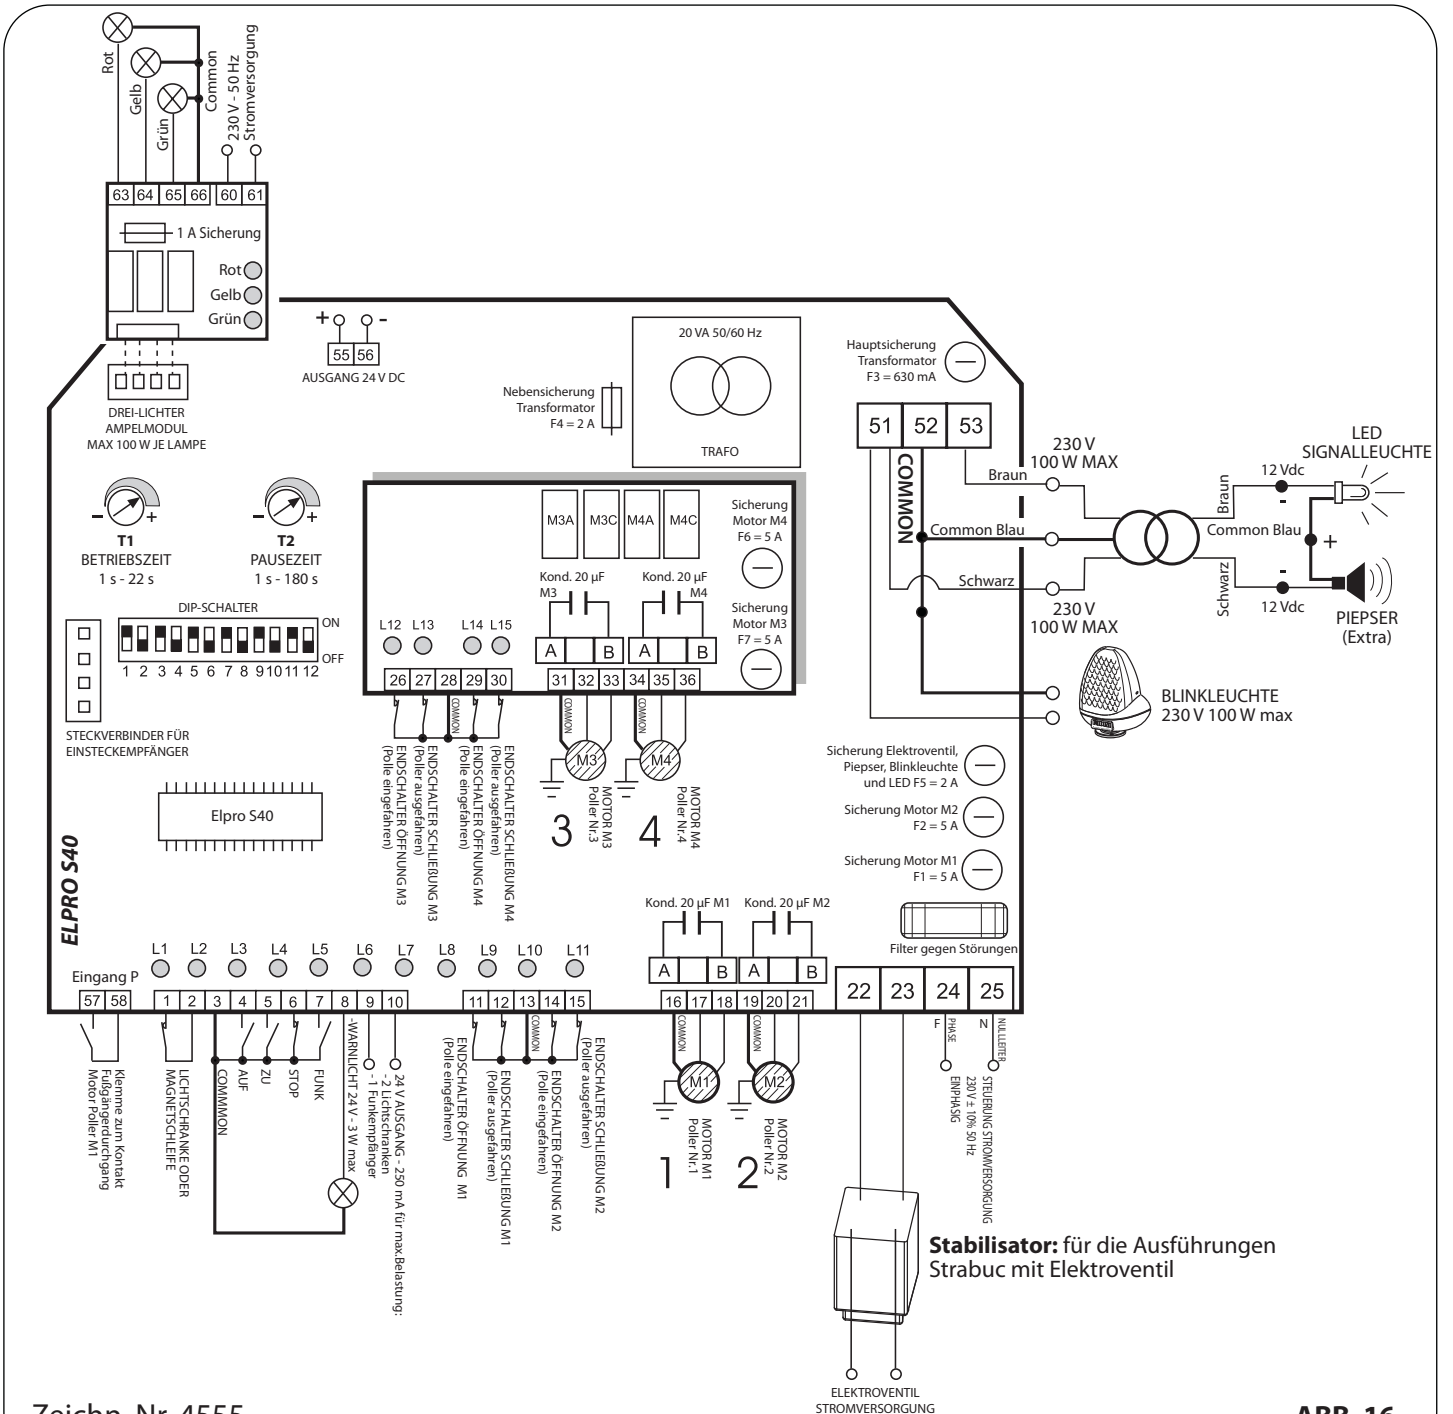 Rot
Gelb
Grün
Common
230 V - 50 Hz
Stromversorgung
63 64 65 66 60 61
1 A Sicherung
Rot
Gelb
Grün
DREI-LICHTER
AMPELMODUL
MAX 100 W JE LAMPE
+ -
55 56
AUSGANG 24 V DC
Nebensicherung
Transformator
F4 = 2 A
20 VA 50/60 Hz
TRAFO
Hauptsicherung
Transformator
F3 = 630 mA
51 52 53
COMMON
230 V
100 W MAX
Braun
Common Blau
Schwarz
230 V
100 W MAX
Braun
12 Vdc
-
Common Blau
+
Schwarz
-
12 Vdc
LED
SIGNALLEUCHTE
PIEPSER
(Extra)
BLINKLEUCHTE
230 V 100 W max
- +
T1
BETRIEBSZEIT
1 s - 22 s
- +
T2
PAUSEZEIT
1 s - 180 s
DIP-SCHALTER
ON
OFF
1 2 3 4 5 6 7 8 9 10 11 12
STECKVERBINDER FÜR
EINSTECKEMPFÄNGER
Elpro S40
ELPRO S40
M3A M3C M4A M4C
Sicherung
Motor M4
F6 = 5 A
Kond. 20 µF
M3
Kond. 20 µF
M4
Sicherung
Motor M3
F7 = 5 A
L12 L13 L14 L15
A B A B
26 27 28 29 30
31 32 33 34 35 36
COMMON
COMMON
COMMON
ENDSCHALTER ÖFFNUNG M3
(Polle eingefahren)
ENDSCHALTER SCHLIEßUNG M3
(Poller ausgefahren)
ENDSCHALTER ÖFFNUNG M4
(Polle eingefahren)
ENDSCHALTER SCHLIEßUNG M4
(Poller ausgefahren)
M3
3
MOTOR M3
Poller Nr.3
M4
4
MOTOR M4
Poller Nr.4
Sicherung Elektroventil,
Piepser, Blinkleuchte
und LED F5 = 2 A
Sicherung Motor M2
F2 = 5 A
Sicherung Motor M1
F1 = 5 A
Filter gegen Störungen
Kond. 20 µF M1
Kond. 20 µF M2
A B A B
L1 L2 L3 L4 L5 L6 L7 L8 L9 L10 L11
Eingang P
57 58
1 2 3 4 5 6 7 8 9 10
11 12 13 14 15
16 17 18 19 20 21
22 23 24 25
Klemme zum Kontakt
Fußgängerdurchgang
Motor Poller M1
LICHTSCHRANKE ODER
MAGNETSCHLEIFE
COMMMON
AUF
ZU
STOP
FUNK
-WARNLICHT 24 V - 3 W max
24 V AUSGANG - 250 mA für max.Belastung:
- 2 Lichtschranken
- 1 Funkempfänger
COMMON
ENDSCHALTER ÖFFNUNG M1
(Polle eingefahren)
ENDSCHALTER SCHLIEßUNG M1
(Poller ausgefahren)
ENDSCHALTER ÖFFNUNG M2
(Polle eingefahren)
ENDSCHALTER SCHLIEßUNG M2
(Poller ausgefahren)
COMMON
COMMON
M1
1
MOTOR M1
Poller Nr.1
M2
2
MOTOR M2
Poller Nr.2
F
PHASE
N
NULLLEITER
STEUERUNG STROMVERSORGUNG
230 V ± 10% 50 Hz
EINPHASIG
Stabilisator: für die Ausführungen
Strabuc mit Elektroventil
ELEKTROVENTIL
STROMVERSORGUNG
Zeichn. Nr. 4555
ABB. 16